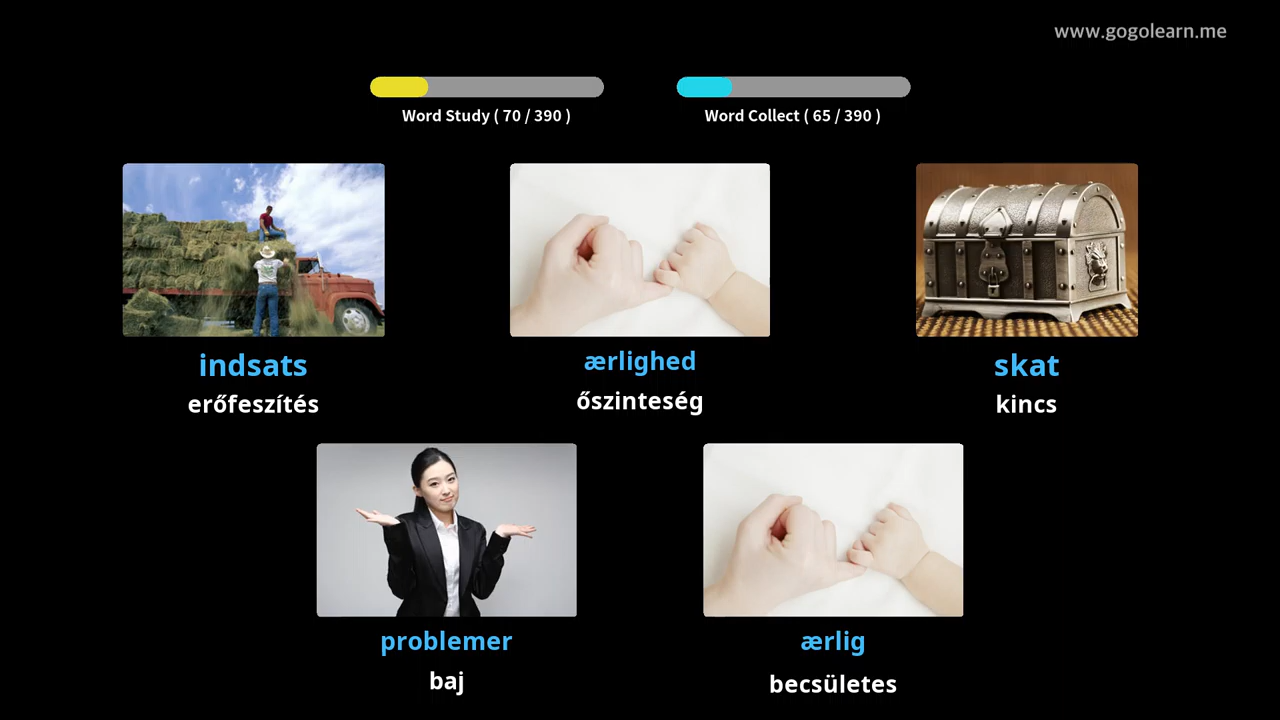 www.gogolearn.me
Word Study ( 70 / 390 )
Word Collect ( 65 / 390 )
indsats
erőfeszítés
ærlighed
őszinteség
skat
kincs
problemer
baj
ærlig
becsületes